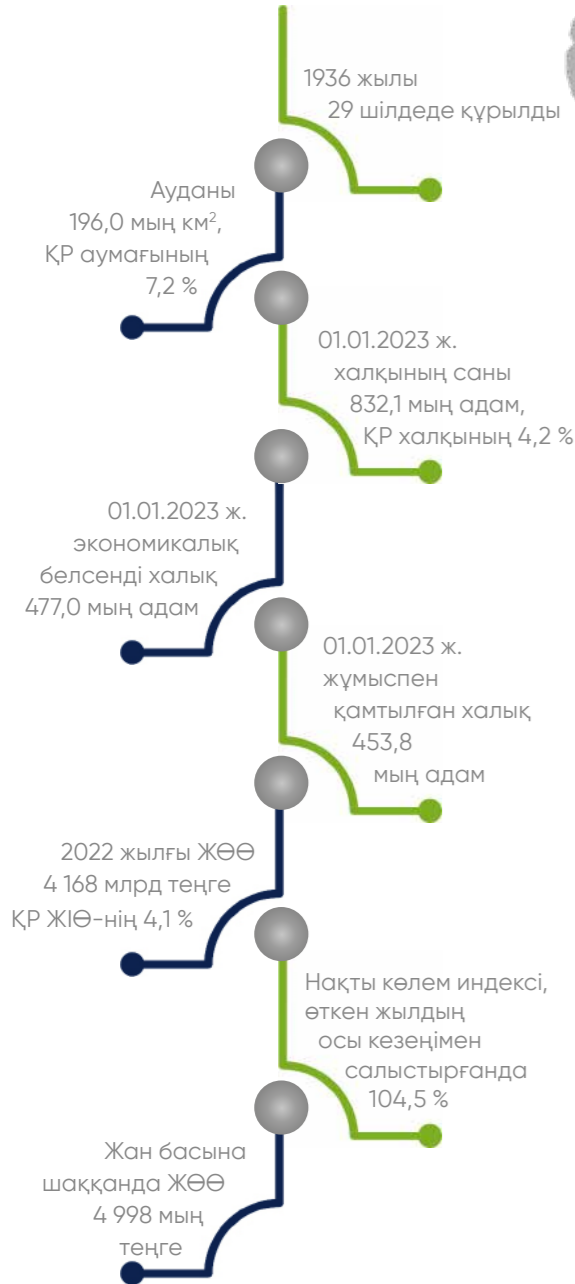 1936 жылы
29 шілдеде құрылды
Ауданы
196,0 мың км²,
ҚР аумағының
7,2 %
01.01.2023 ж.
халқының саны
832,1 мың адам,
ҚР халқының 4,2 %
01.01.2023 ж.
экономикалық
белсенді халық
477,0 мың адам
01.01.2023 ж.
жұмыспен
қамтылған халық
453,8
мың адам
2022 жылғы ЖӨӨ
4 168 млрд теңге
ҚР ЖІӨ-нің 4,1 %
Нақты көлем индексі,
өткен жылдың
осы кезеңімен
салыстырғанда
104,5 %
Жан басына
шаққанда ЖӨӨ
4 998 мың
теңге